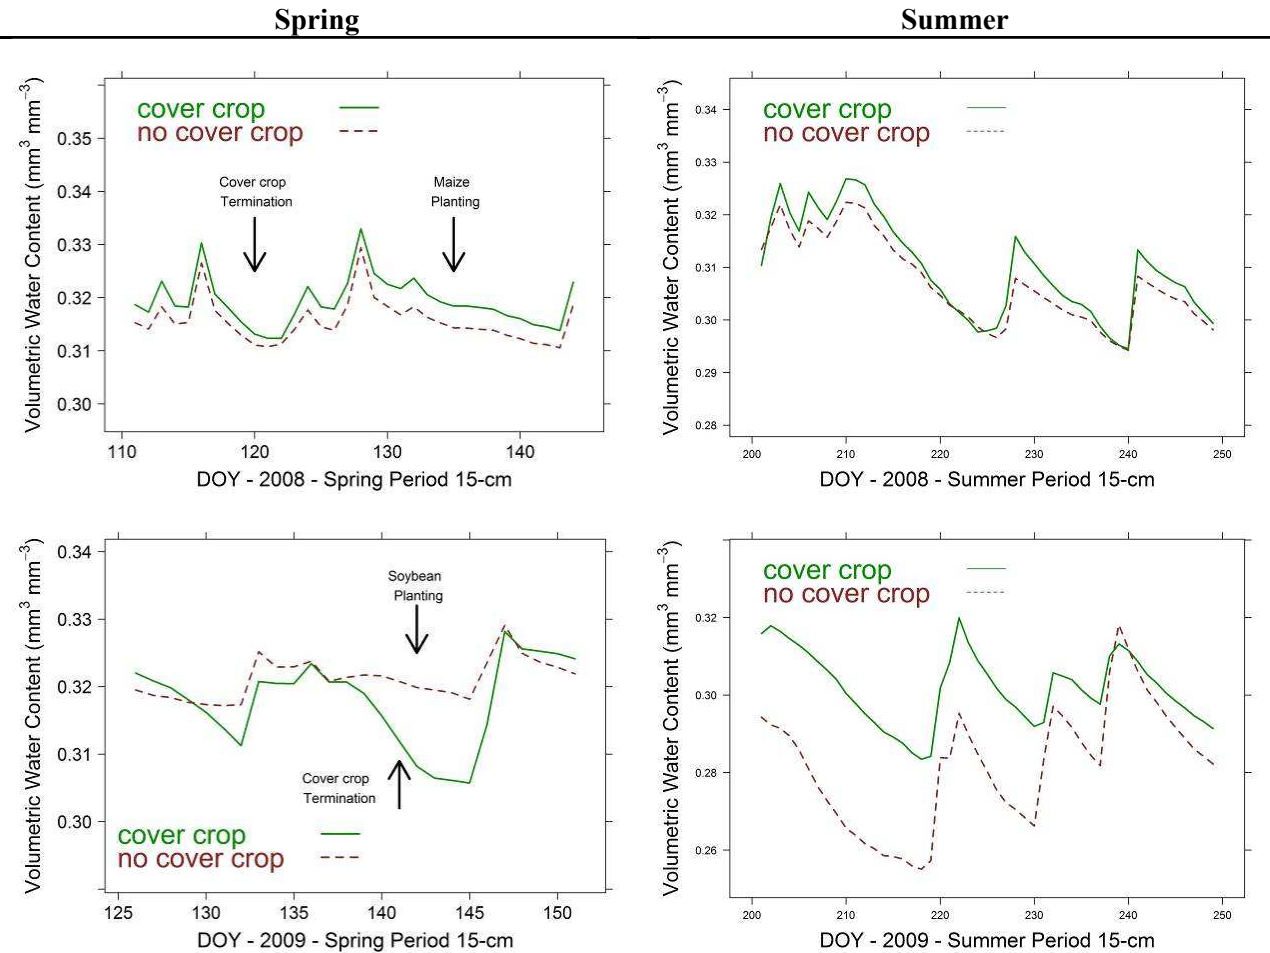 Spring
Summer
Volumetric Water Content (mm³ mm⁻³)
cover crop
no cover crop
Cover crop
Termination
Maize
Planting
0.35
0.34
0.33
0.32
0.31
0.30
110 120 130 140
DOY - 2008 - Spring Period 15-cm
Volumetric Water Content (mm³ mm⁻³)
cover crop
no cover crop
0.34
0.33
0.32
0.31
0.30
0.29
0.28
200 210 220 230 240 250
DOY - 2008 - Summer Period 15-cm
Volumetric Water Content (mm³ mm⁻³)
0.34
0.33
0.32
0.31
0.30
Soybean
Planting
Cover crop
Termination
cover crop
no cover crop
125 130 135 140 145 150
DOY - 2009 - Spring Period 15-cm
Volumetric Water Content (mm³ mm⁻³)
cover crop
no cover crop
0.32
0.30
0.28
0.26
200 210 220 230 240 250
DOY - 2009 - Summer Period 15-cm